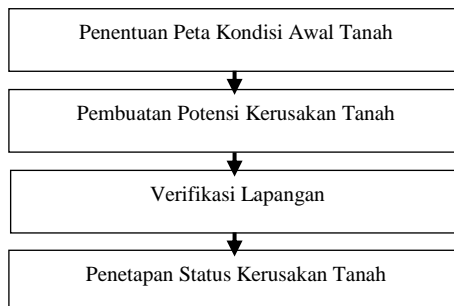 Penentuan Peta Kondisi Awal Tanah
Pembuatan Potensi Kerusakan Tanah
Verifikasi Lapangan
Penetapan Status Kerusakan Tanah